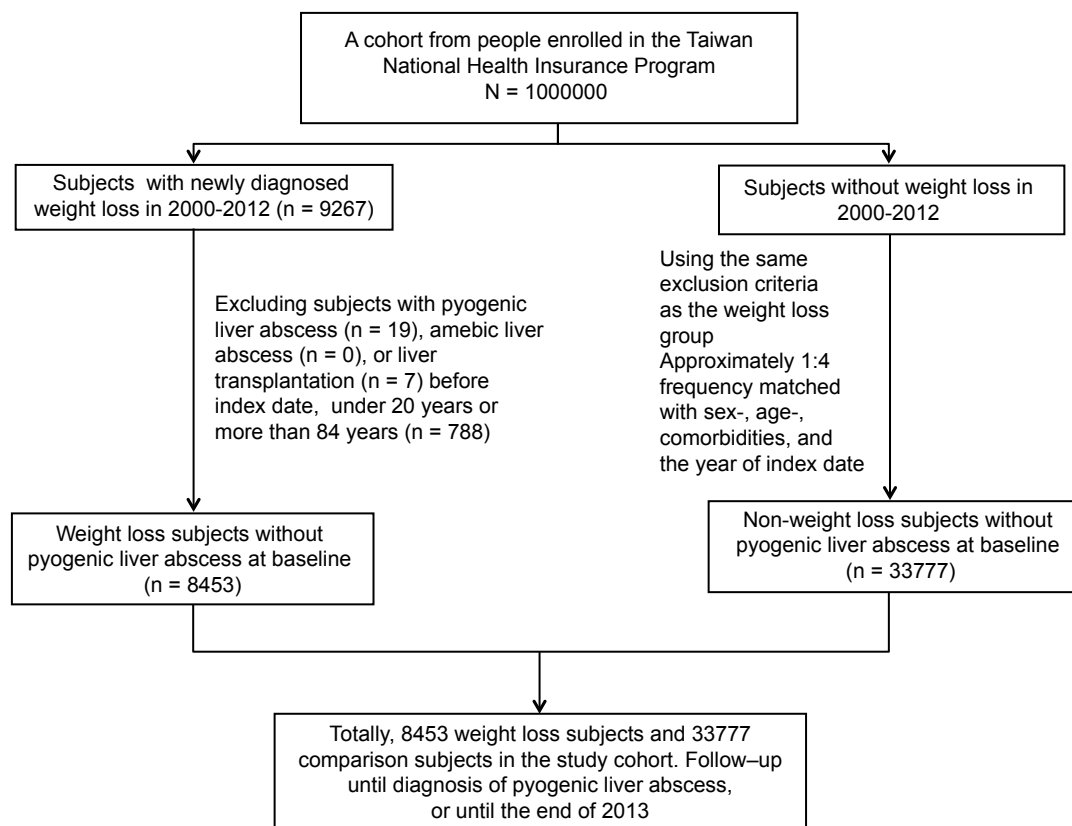 A cohort from people enrolled in the Taiwan
National Health Insurance Program
N = 1000000
Subjects with newly diagnosed
weight loss in 2000-2012 (n = 9267)
Subjects without weight loss in
2000-2012
Excluding subjects with pyogenic
liver abscess (n = 19), amebic liver
abscess (n = 0), or liver
transplantation (n = 7) before
index date, under 20 years or
more than 84 years (n = 788)
Using the same
exclusion criteria
as the weight loss
group
Approximately 1:4
frequency matched
with sex-, age-,
comorbidities, and
the year of index date
Weight loss subjects without
pyogenic liver abscess at baseline
(n = 8453)
Non-weight loss subjects without
pyogenic liver abscess at baseline
(n = 33777)
Totally, 8453 weight loss subjects and 33777
comparison subjects in the study cohort. Follow–up
until diagnosis of pyogenic liver abscess,
or until the end of 2013